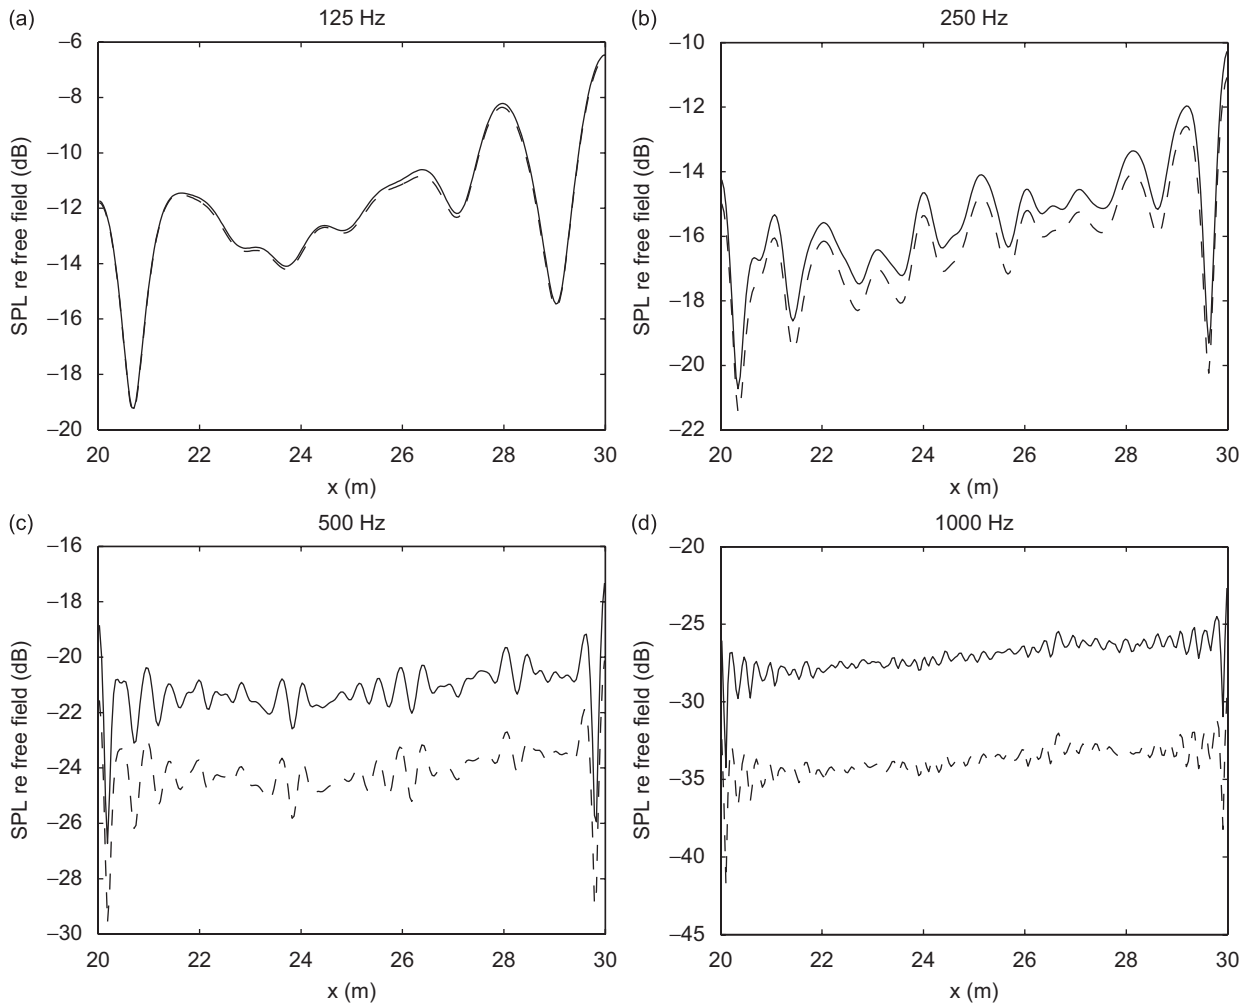 (a) 125 Hz
(b) 250 Hz
–6
–8
–10
–12
–14
–16
–18
–20
SPL re free field (dB)
20 22 24 26 28 30
x (m)
–10
–12
–14
–16
–18
–20
–22
SPL re free field (dB)
20 22 24 26 28 30
x (m)
(c) 500 Hz
(d) 1000 Hz
–16
–18
–20
–22
–24
–26
–28
–30
SPL re free field (dB)
20 22 24 26 28 30
x (m)
–20
–25
–30
–35
–40
–45
SPL re free field (dB)
20 22 24 26 28 30
x (m)